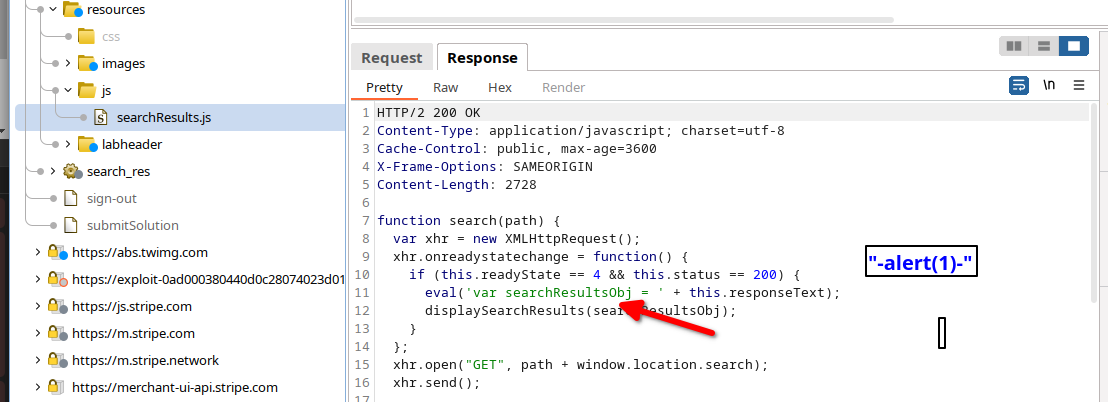 resources
css
images
js
searchResults.js
labheader
search_res
sign-out
submitSolution
https://abs.twimg.com
https://exploit-0ad000380440d0c28074023d01
https://js.stripe.com
https://m.stripe.com
https://m.stripe.network
https://merchant-ui-api.stripe.com
Request Response
Pretty Raw Hex Render \n
1 HTTP/2 200 OK
2 Content-Type: application/javascript; charset=utf-8
3 Cache-Control: public, max-age=3600
4 X-Frame-Options: SAMEORIGIN
5 Content-Length: 2728
6
7 function search(path) {
8 var xhr = new XMLHttpRequest();
9 xhr.onreadystatechange = function() {
10 if (this.readyState == 4 && this.status == 200) {
11 eval('var searchResultsObj = ' + this.responseText);
12 displaySearchResults(searchResultsObj);
13 }
14 };
15 xhr.open("GET", path + window.location.search);
16 xhr.send();
17
"-alert(1)-"